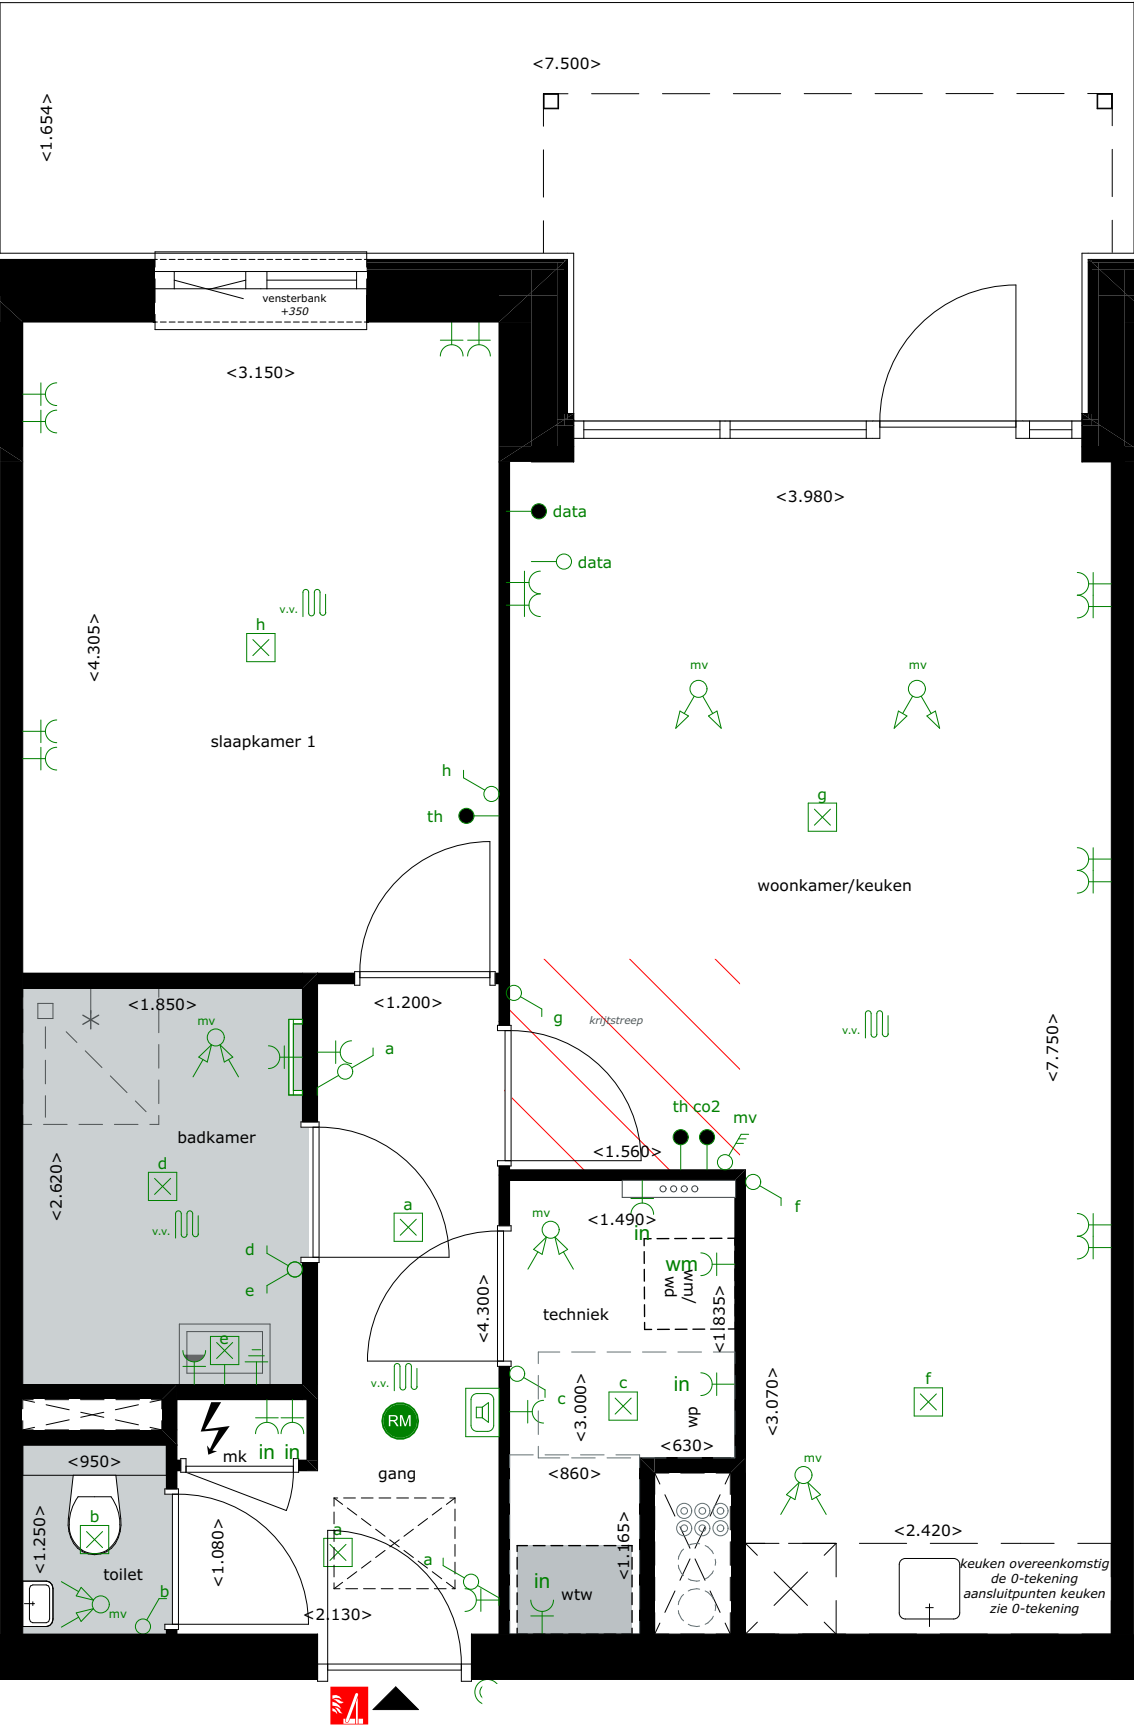 <7.500>
<1.654>
vensterbank
+350
<3.150>
<3.980>
data
data
v.v.
h
<4.305>
mv
mv
slaapkamer 1
h
th
g
woonkamer/keuken
<1.850>
<1.200>
g
krijtstreep
mv
a
v.v.
<7.750>
th co2
mv
badkamer
<1.560>
<2.620>
d
a
f
v.v.
mv
<1.490>
in
d
e
wm
wm/
wd
techniek
<4.300>
<1.835>
e
v.v.
c
c
in
<3.000>
wp
<3.070>
f
RM
<630>
in in
mk
gang
<950>
<860>
mv
b
<1.250>
<1.080>
a
<1.165>
<2.420>
toilet
a
in
wtw
b
mv
<2.130>
keuken overeenkomstig
de 0-tekening
aansluitpunten keuken
zie 0-tekening